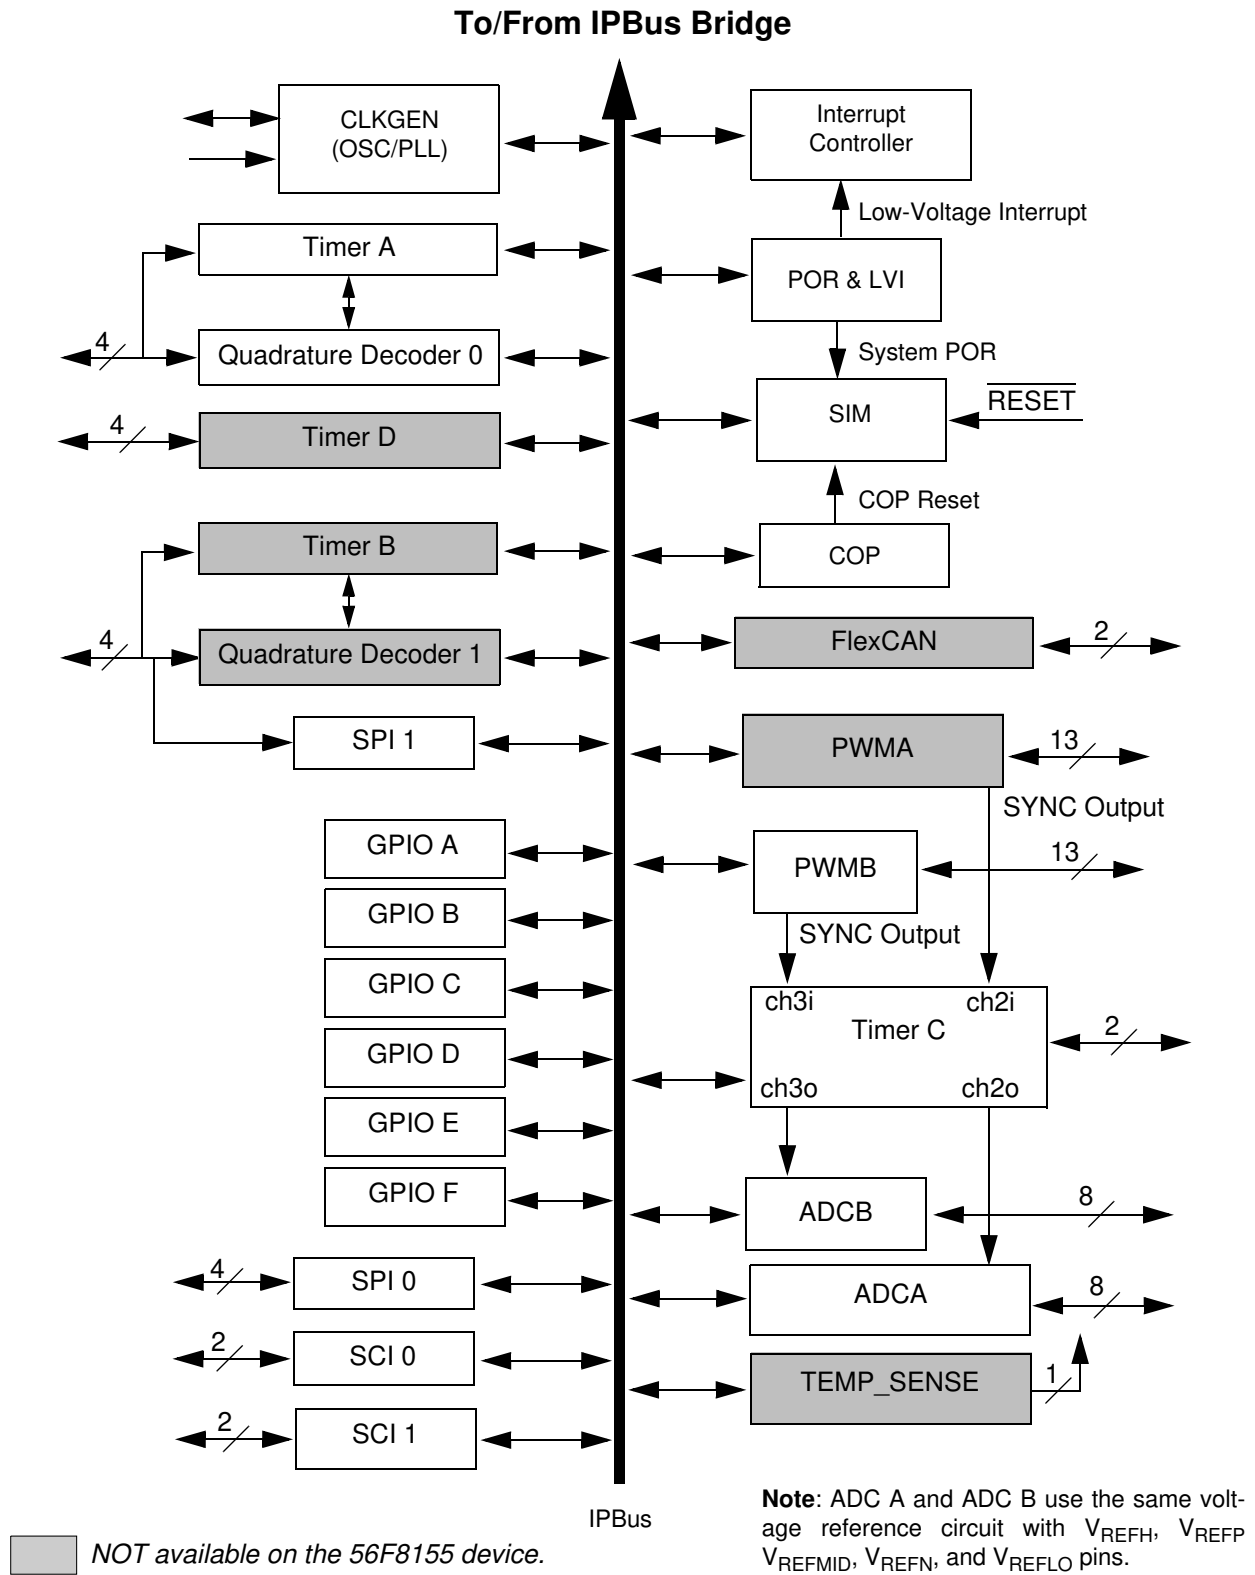 To/From IPBus Bridge
CLKGEN
(OSC/PLL)
Timer A
4
Quadrature Decoder 0
4
Timer D
Timer B
4
Quadrature Decoder 1
SPI 1
GPIO A
GPIO B
GPIO C
GPIO D
GPIO E
GPIO F
4
SPI 0
2
SCI 0
2
SCI 1
Interrupt
Controller
Low-Voltage Interrupt
POR & LVI
System POR
SIM
RESET
COP Reset
COP
FlexCAN
2
PWMA
13
SYNC Output
PWMB
13
SYNC Output
ch3i
ch2i
Timer C
2
ch3o
ch2o
ADCB
8
ADCA
8
TEMP_SENSE
1
IPBus
NOT available on the 56F8155 device.
Note: ADC A and ADC B use the same volt-
age reference circuit with VREFH, VREFP
VREFMID, VREFN, and VREFLO pins.